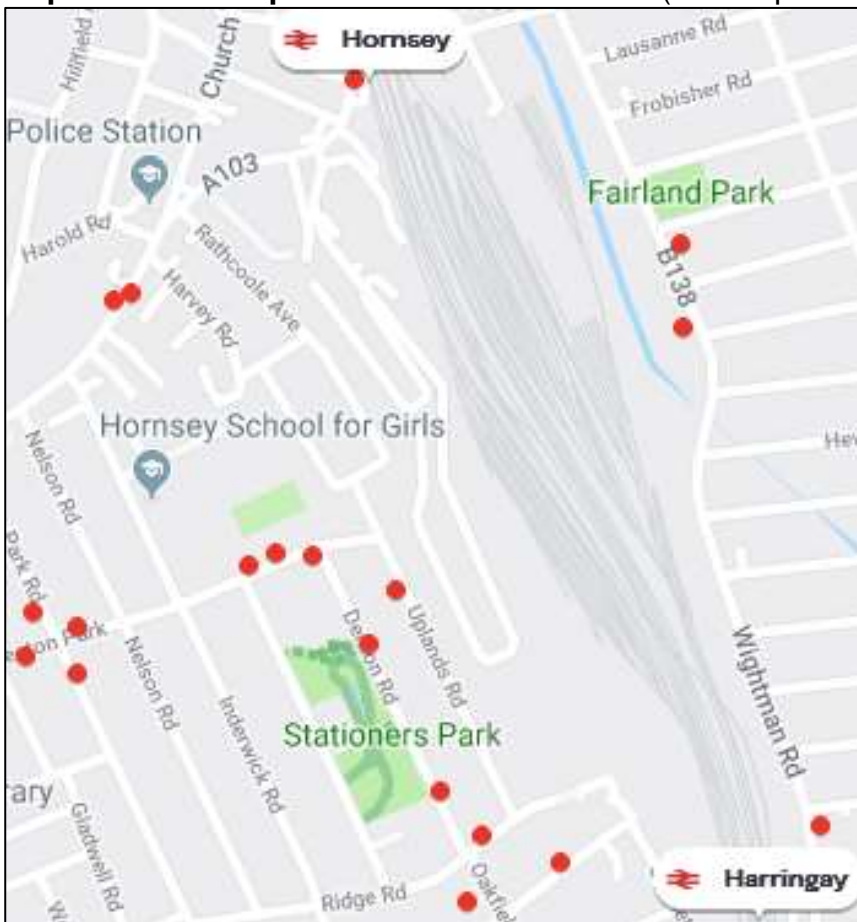 Hornsey
Lausanne Rd
Hillfield
Church
Frobisher Rd
Police Station
A103
Fairland Park
Harold Rd
Rathcoole Ave
B138
Harvey Rd
Hornsey School for Girls
Nelson Rd
Park Rd
Park
Uplands Rd
Nelson Rd
Wightman Rd
Inderwick Rd
Stationers Park
Gladwell Rd
Ridge Rd
Harringay